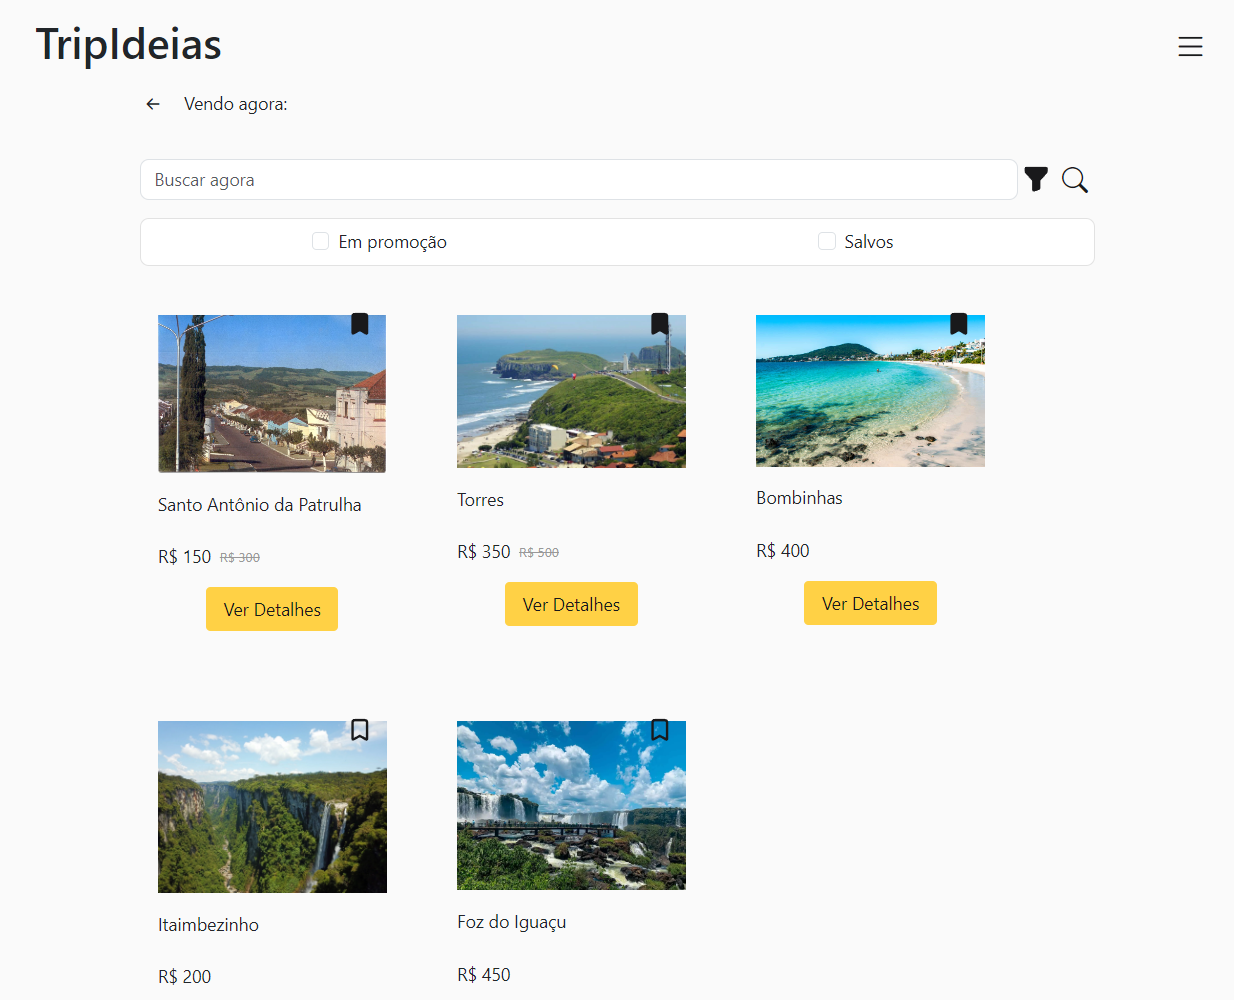 TripIdeias
Vendo agora:
Buscar agora
Em promoção
Salvos
Santo Antônio da Patrulha
R$ 150 R$ 300
Ver Detalhes
Torres
R$ 350 R$ 500
Ver Detalhes
Bombinhas
R$ 400
Ver Detalhes
Itaimbezinho
R$ 200
Foz do Iguaçu
R$ 450